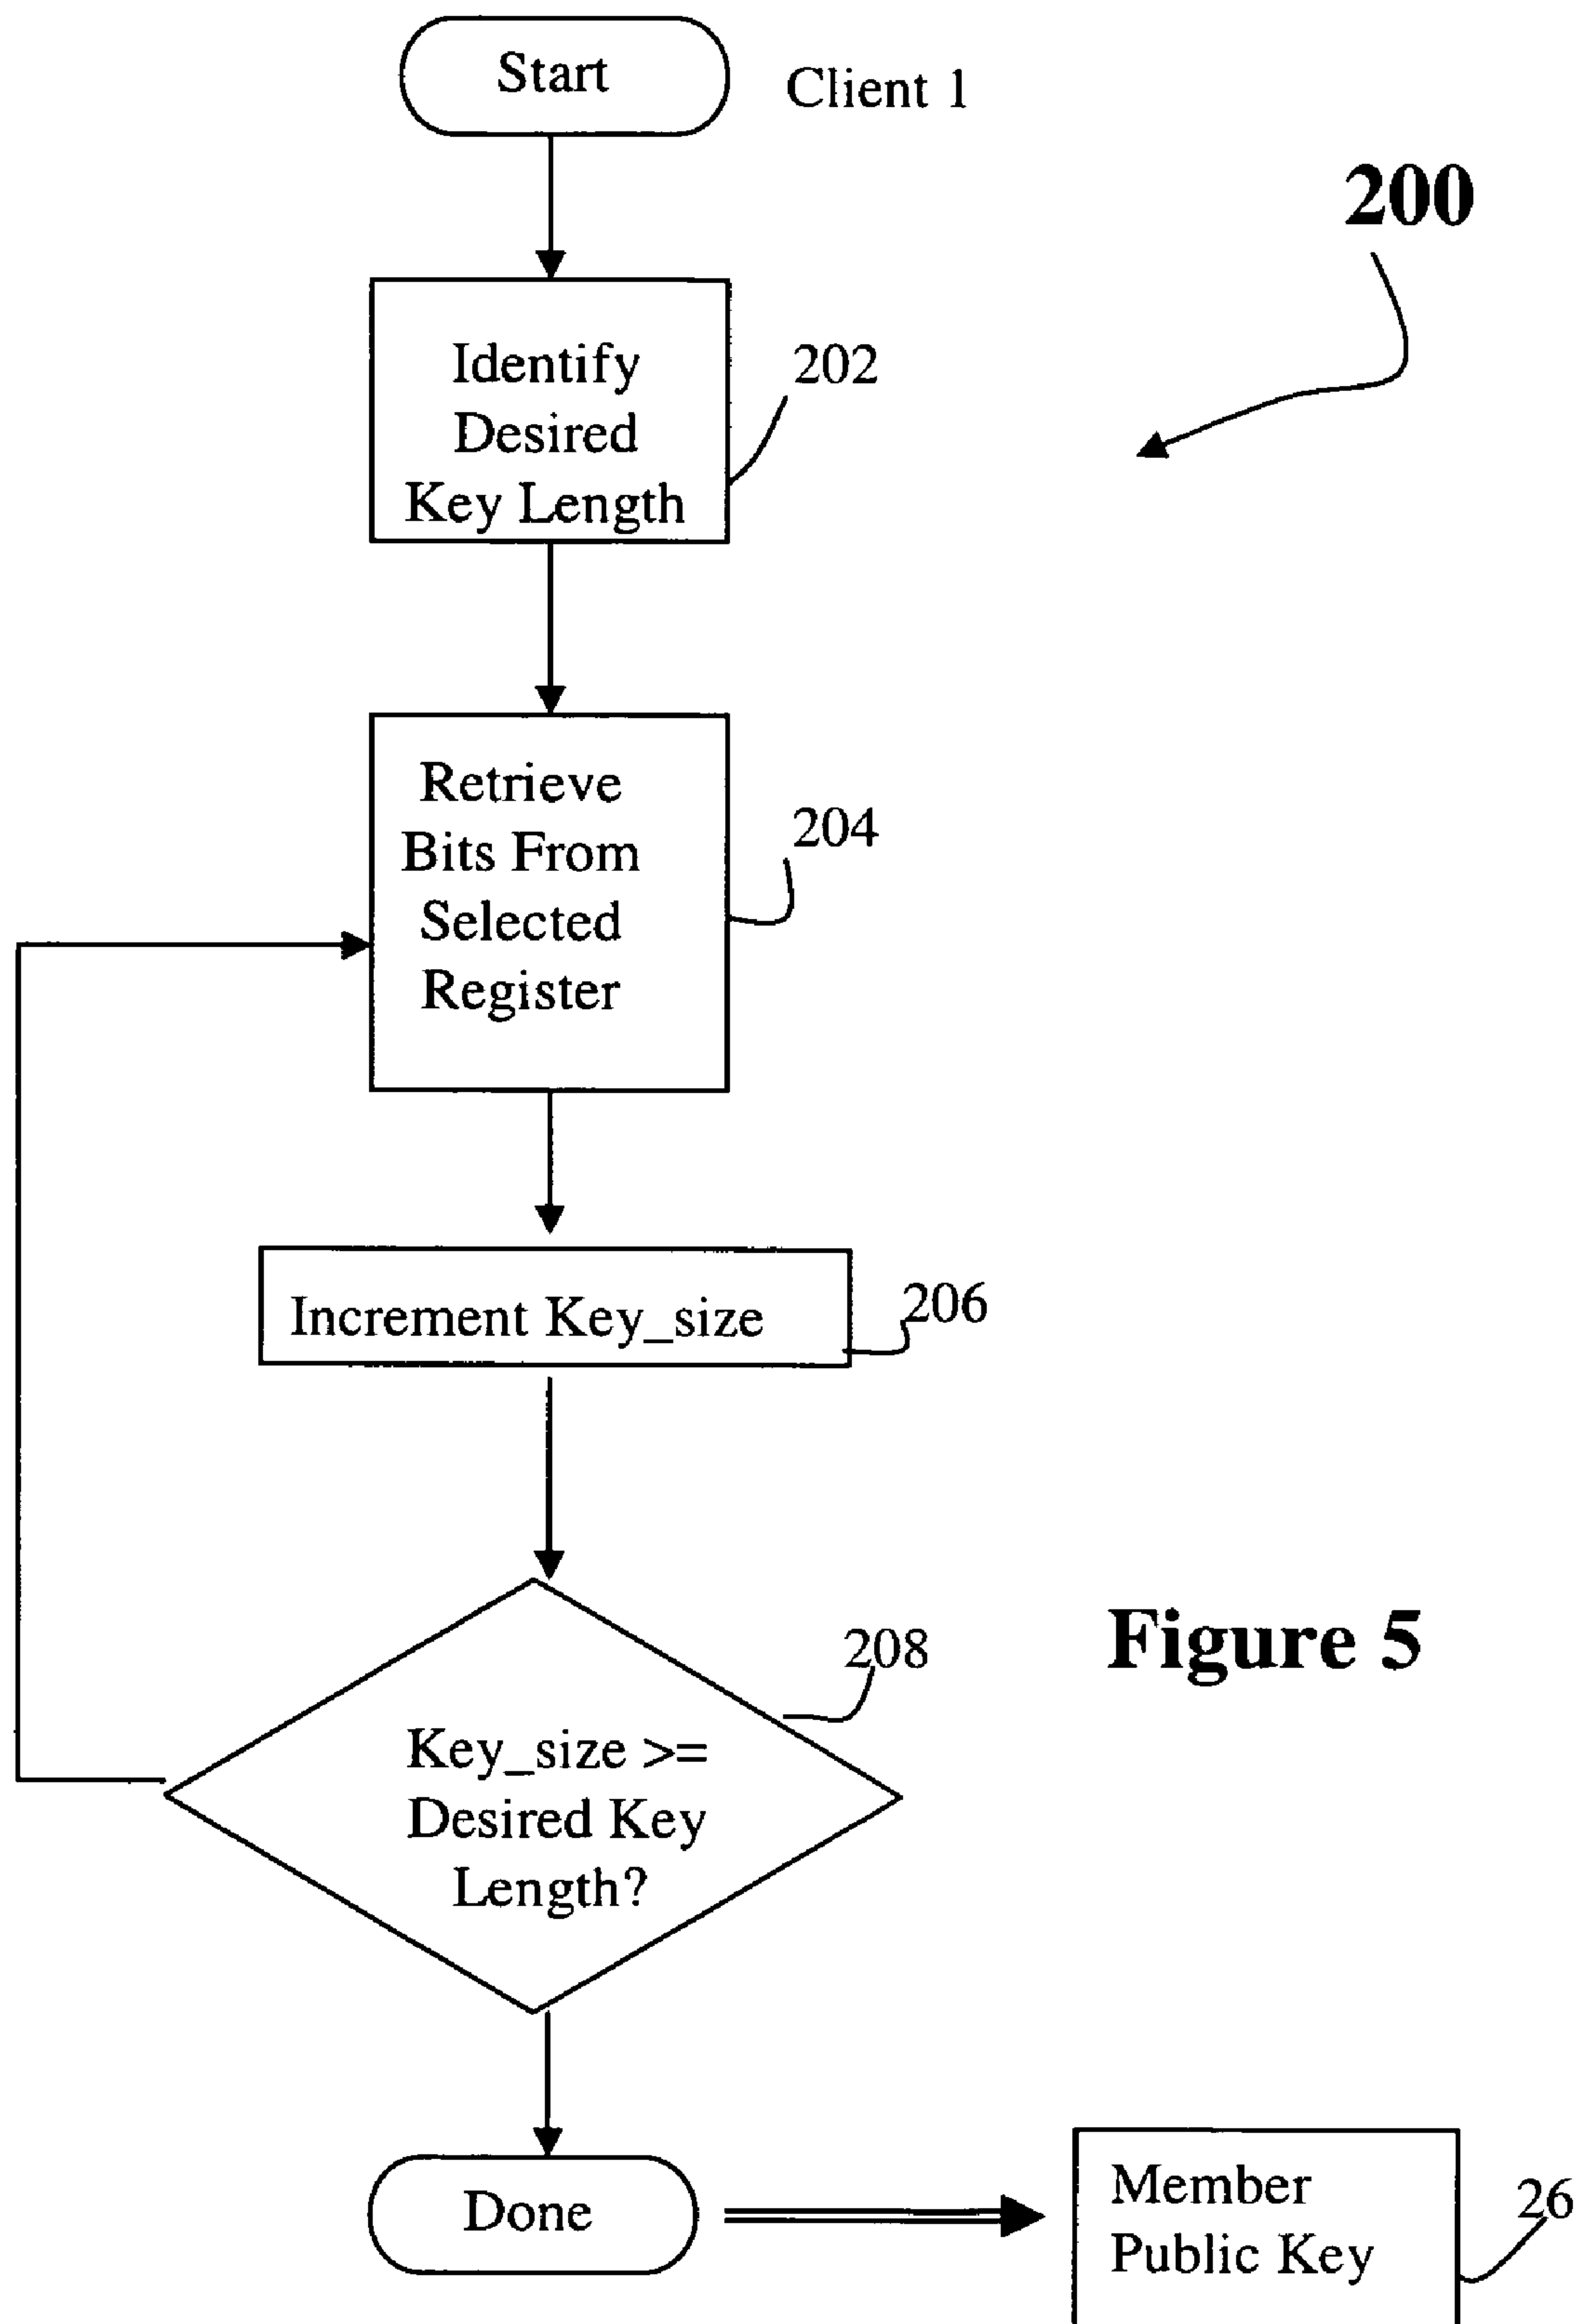 Start
Client 1
200
Identify
Desired
Key Length
202
Retrieve
Bits From
Selected
Register
204
Increment Key_size
206
208
Key_size >=
Desired Key
Length?
Figure 5
Done
Member
Public Key
26